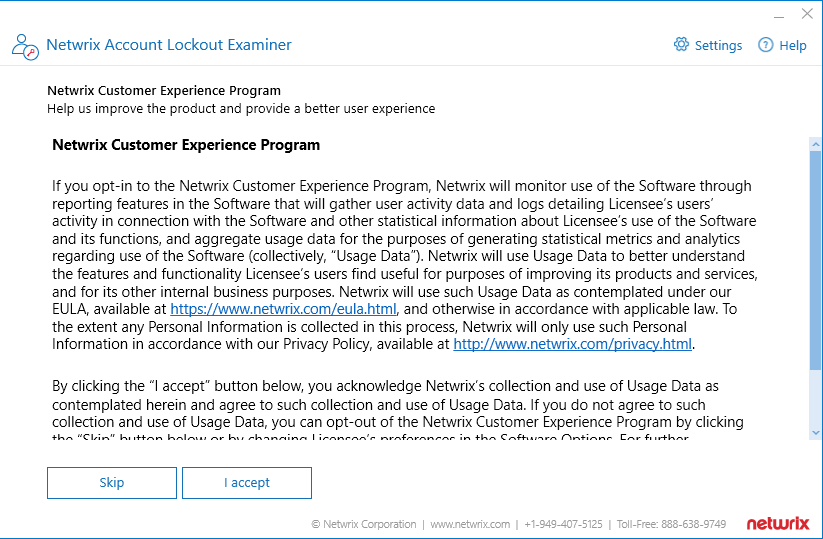 Netwrix Account Lockout Examiner
Settings
Help
Netwrix Customer Experience Program
Help us improve the product and provide a better user experience
Netwrix Customer Experience Program
If you opt-in to the Netwrix Customer Experience Program, Netwrix will monitor use of the Software through
reporting features in the Software that will gather user activity data and logs detailing Licensee’s users’
activity in connection with the Software and other statistical information about Licensee’s use of the Software
and its functions, and aggregate usage data for the purposes of generating statistical metrics and analytics
regarding use of the Software (collectively, “Usage Data”). Netwrix will use Usage Data to better understand
the features and functionality Licensee’s users find useful for purposes of improving its products and services,
and for its other internal business purposes. Netwrix will use such Usage Data as contemplated under our
EULA, available at https://www.netwrix.com/eula.html, and otherwise in accordance with applicable law. To
the extent any Personal Information is collected in this process, Netwrix will only use such Personal
Information in accordance with our Privacy Policy, available at http://www.netwrix.com/privacy.html.
By clicking the “I accept” button below, you acknowledge Netwrix’s collection and use of Usage Data as
contemplated herein and agree to such collection and use of Usage Data. If you do not agree to such
collection and use of Usage Data, you can opt-out of the Netwrix Customer Experience Program by clicking
the “Skip” button below or by changing Licensee’s preferences in the Software Options. For further
Skip
I accept
© Netwrix Corporation | www.netwrix.com | +1-949-407-5125 | Toll-Free: 888-638-9749
netwrix